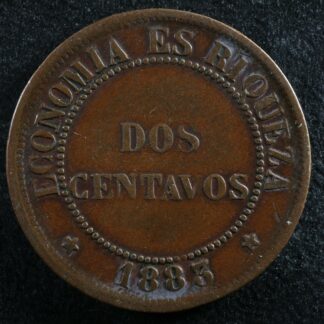 ECONOMIA ES RIQUEZA
DOS
CENTAVOS
1883